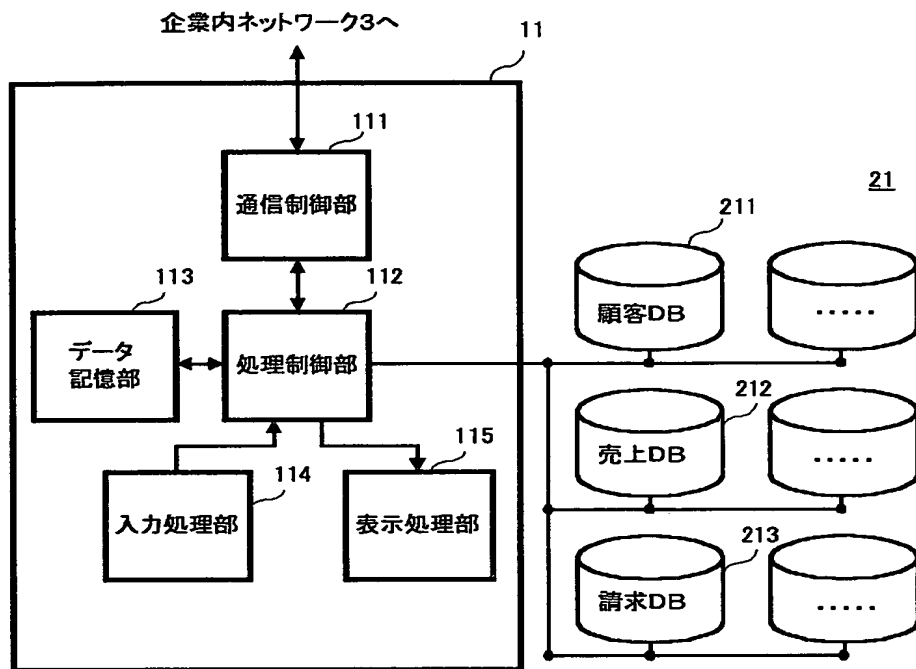 企業内ネットワーク3へ
11
111
通信制御部
21
211
顧客DB
.....
113
112
データ
記憶部
処理制御部
212
売上DB
.....
114
115
入力処理部
表示処理部
213
請求DB
.....